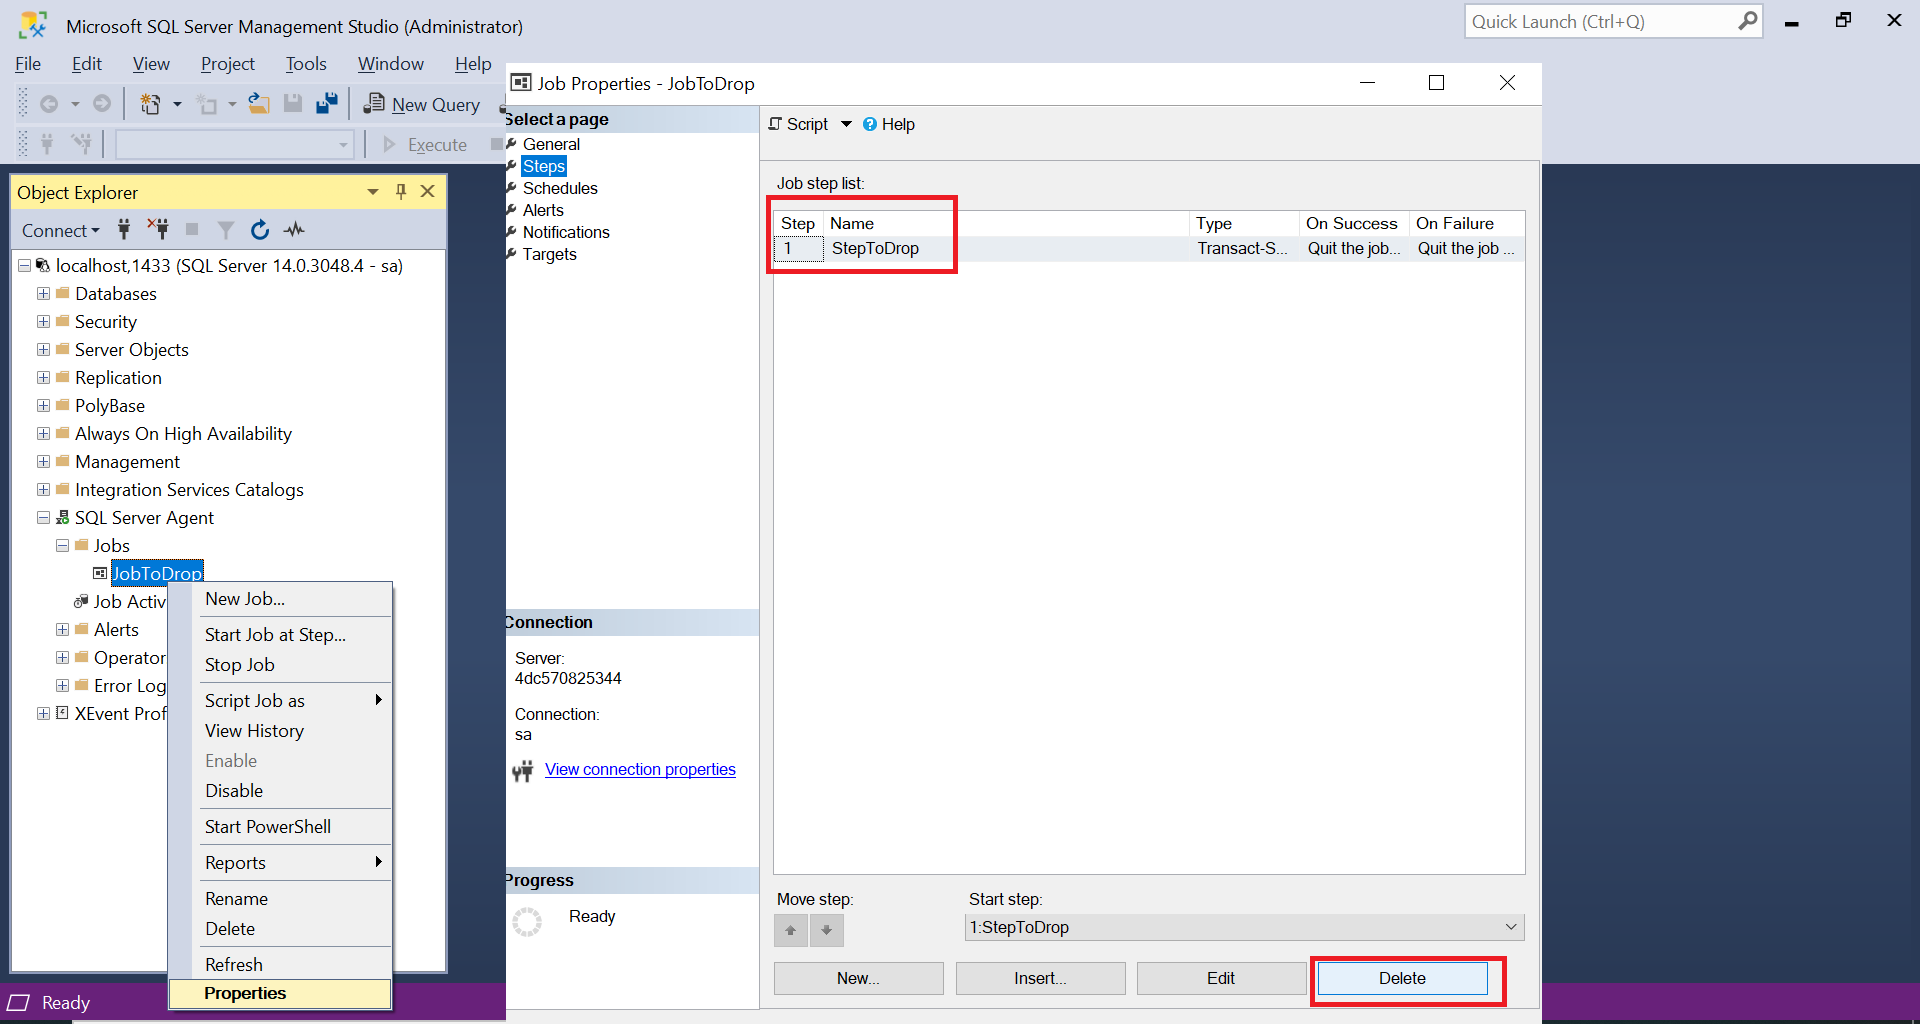 Microsoft SQL Server Management Studio (Administrator)
Quick Launch (Ctrl+Q)
File Edit View Project Tools Window Help
New Query
Execute
Object Explorer
Connect
localhost,1433 (SQL Server 14.0.3048.4 - sa)
Databases
Security
Server Objects
Replication
PolyBase
Always On High Availability
Management
Integration Services Catalogs
SQL Server Agent
Jobs
JobToDrop
Job Activ
Alerts
Operator
Error Log
XEvent Prof
New Job...
Start Job at Step...
Stop Job
Script Job as
View History
Enable
Disable
Start PowerShell
Reports
Rename
Delete
Refresh
Properties
Ready
Job Properties - JobToDrop
Select a page
General
Steps
Schedules
Alerts
Notifications
Targets
Connection
Server:
4dc570825344
Connection:
sa
View connection properties
Progress
Ready
Script Help
Job step list:
Step Name Type On Success On Failure
1 StepToDrop Transact-S... Quit the job... Quit the job ...
Move step:
Start step:
1:StepToDrop
New... Insert... Edit Delete